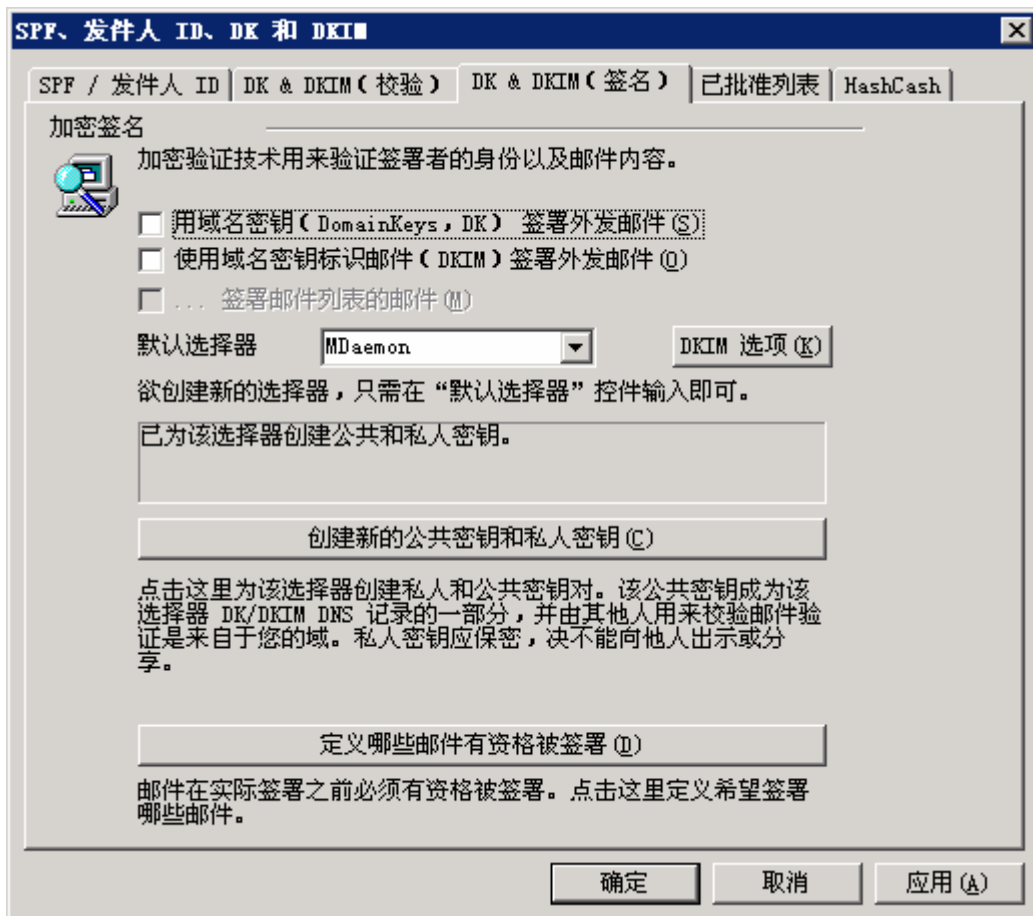 SPF、发件人 ID、DK 和 DKIM
SPF / 发件人 ID
DK & DKIM(校验)
DK & DKIM(签名)
已批准列表
HashCash
加密签名
加密验证技术用来验证签署者的身份以及邮件内容。
用域名密钥(DomainKeys,DK) 签署外发邮件(S)
使用域名密钥标识邮件(DKIM)签署外发邮件(O)
... 签署邮件列表的邮件(M)
默认选择器
MDaemon
DKIM 选项(K)
欲创建新的选择器,只需在“默认选择器”控件输入即可。
已为该选择器创建公共和私人密钥。
创建新的公共密钥和私人密钥(C)
点击这里为该选择器创建私人和公共密钥对。该公共密钥成为该
选择器 DK/DKIM DNS 记录的一部分,并由其他人用来校验邮件验
证是来自于您的域。私人密钥应保密,决不能向他人出示或分
享。
定义哪些邮件有资格被签署(D)
邮件在实际签署之前必须有资格被签署。点击这里定义希望签署
哪些邮件。
确定
取消
应用(A)